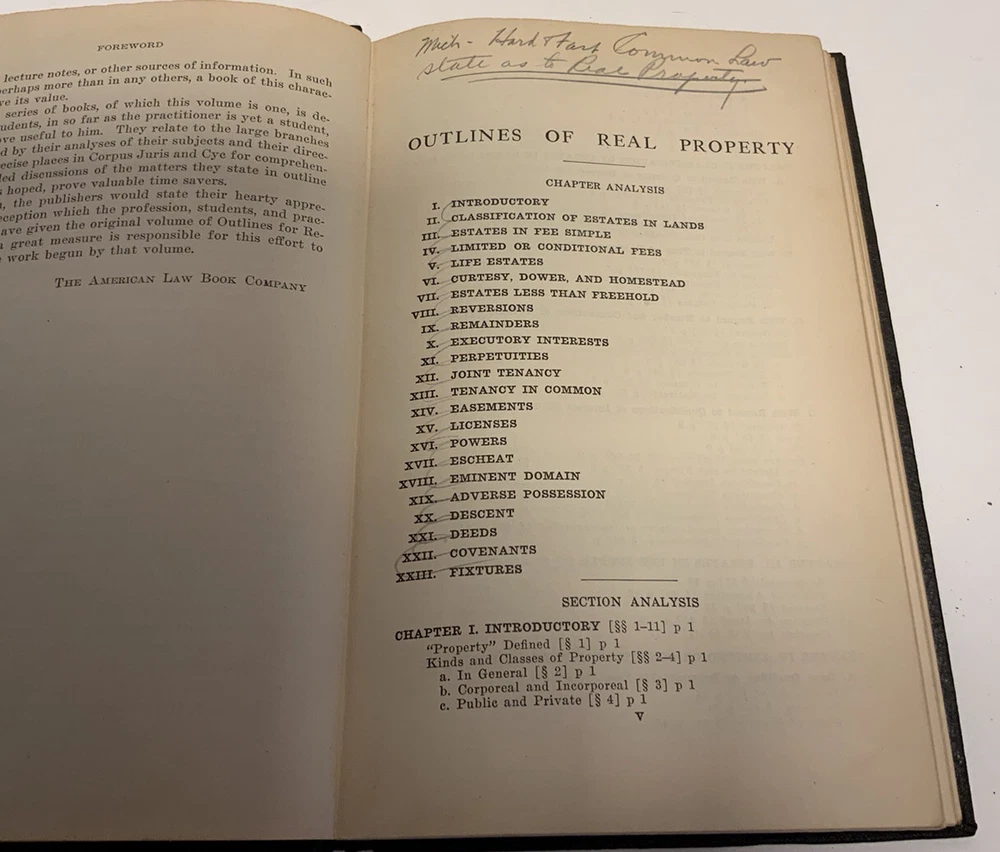 FOREWORD
lecture notes, or other sources of information. In such
perhaps more than in any others, a book of this charac-
ve its value.
series of books, of which this volume is one, is de-
udents, in so far as the practitioner is yet a student,
ove useful to him. They relate to the large branches
d by their analyses of their subjects and their direc-
ecise places in Corpus Juris and Cyc for comprehen-
led discussions of the matters they state in outline
s hoped, prove valuable time savers.
, the publishers would state their hearty appre-
eception which the profession, students, and prac-
ave given the original volume of Outlines for Re-
a great measure is responsible for this effort to
work begun by that volume.
THE AMERICAN LAW BOOK COMPANY
Mich - Hard & Fast Common Law
state as to Real Property.
OUTLINES OF REAL PROPERTY
CHAPTER ANALYSIS
I. INTRODUCTORY
II. CLASSIFICATION OF ESTATES IN LANDS
III. ESTATES IN FEE SIMPLE
IV. LIMITED OR CONDITIONAL FEES
V. LIFE ESTATES
VI. CURTESY, DOWER, AND HOMESTEAD
VII. ESTATES LESS THAN FREEHOLD
VIII. REVERSIONS
IX. REMAINDERS
X. EXECUTORY INTERESTS
XI. PERPETUITIES
XII. JOINT TENANCY
XIII. TENANCY IN COMMON
XIV. EASEMENTS
XV. LICENSES
XVI. POWERS
XVII. ESCHEAT
XVIII. EMINENT DOMAIN
XIX. ADVERSE POSSESSION
XX. DESCENT
XXI. DEEDS
XXII. COVENANTS
XXIII. FIXTURES
SECTION ANALYSIS
CHAPTER I. INTRODUCTORY [§§ 1-11] p 1
"Property" Defined [§ 1] p 1
Kinds and Classes of Property [§§ 2-4] p 1
a. In General [§ 2] p 1
b. Corporeal and Incorporeal [§ 3] p 1
c. Public and Private [§ 4] p 1
V